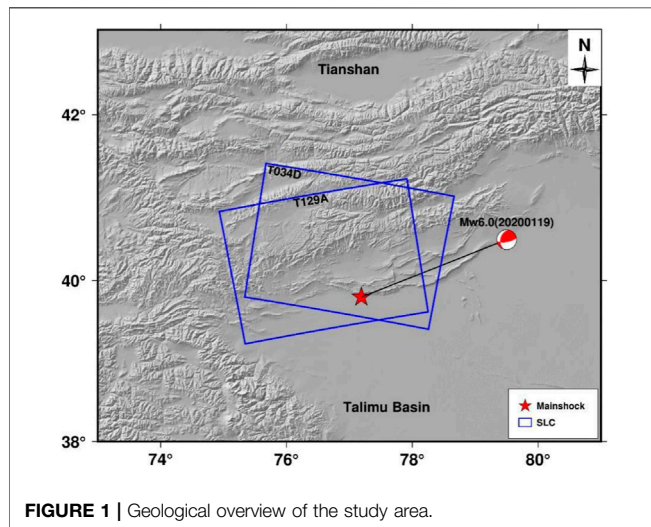 N
Tianshan
42°
T034D
T129A
Mw6.0(20200119)
40°
Talimu Basin
Mainshock
SLC
38°
74°
76°
78°
80°
FIGURE 1 | Geological overview of the study area.